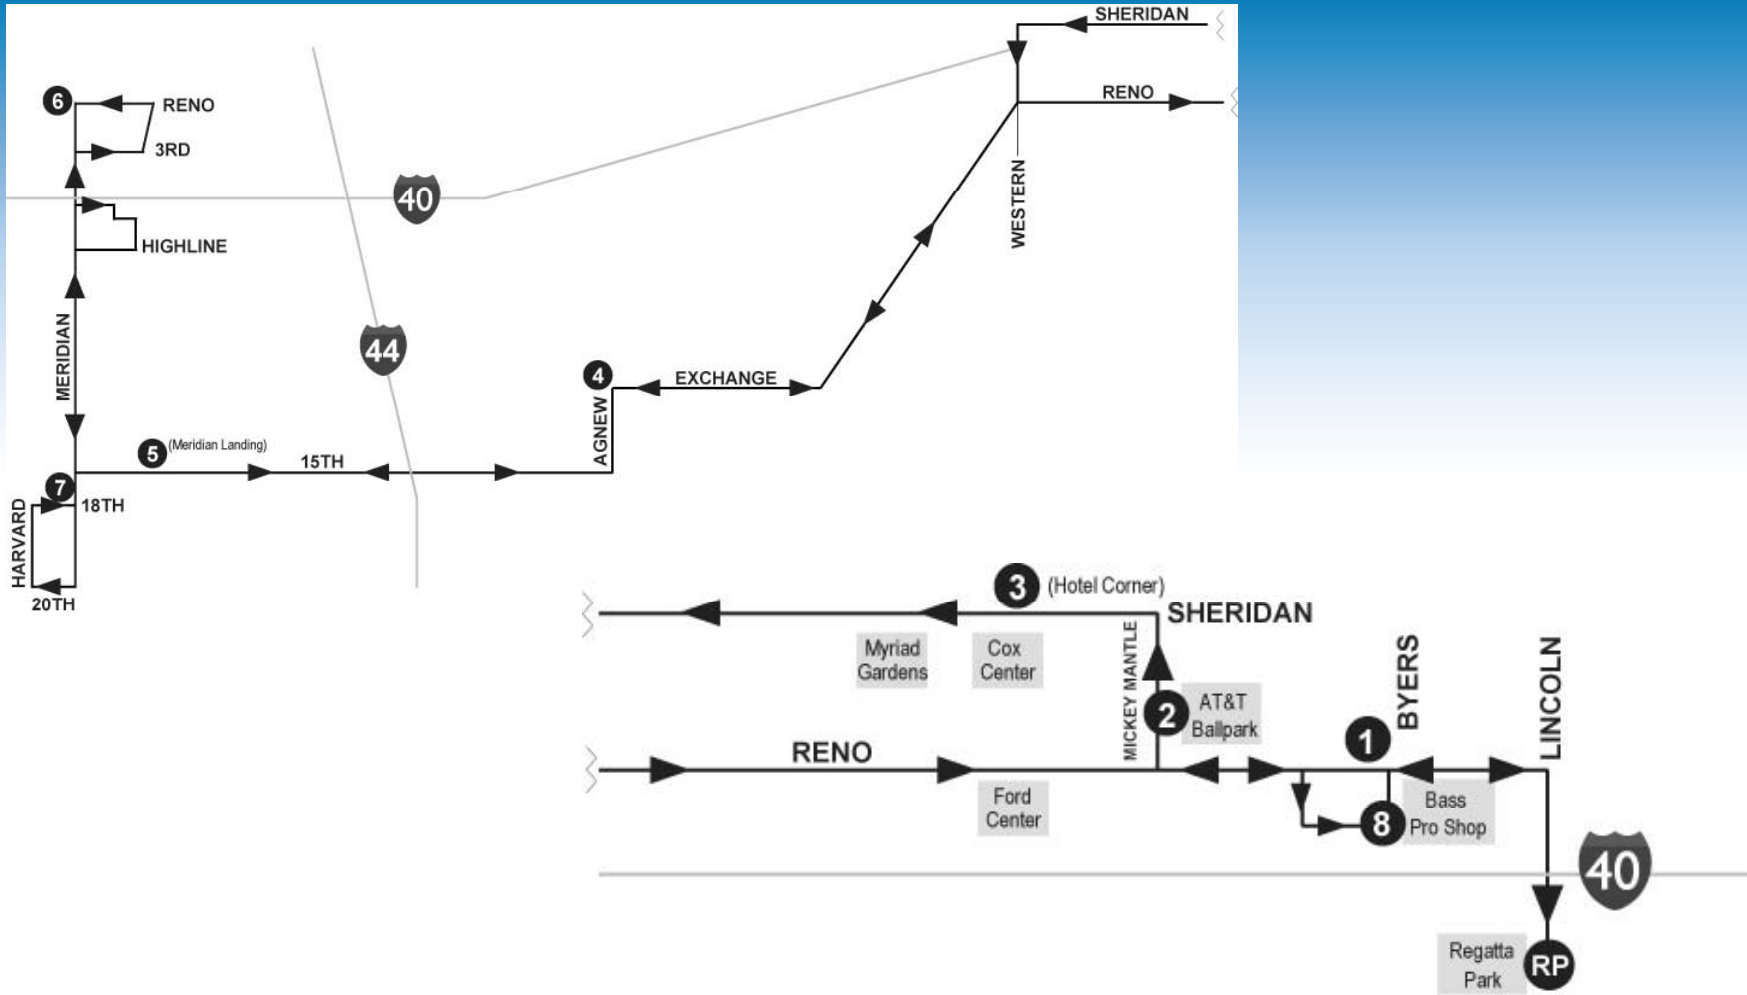 SHERIDAN
RENO
6
RENO
3RD
40
WESTERN
HIGHLINE
MERIDIAN
44
4
EXCHANGE
AGNEW
5
(Meridian Landing)
15TH
7
18TH
HARVARD
20TH
3
(Hotel Corner)
SHERIDAN
Myriad
Gardens
Cox
Center
MICKEY MANTLE
2
AT&T
Ballpark
BYERS
LINCOLN
1
RENO
Ford
Center
8
Bass
Pro Shop
40
Regatta
Park
RP